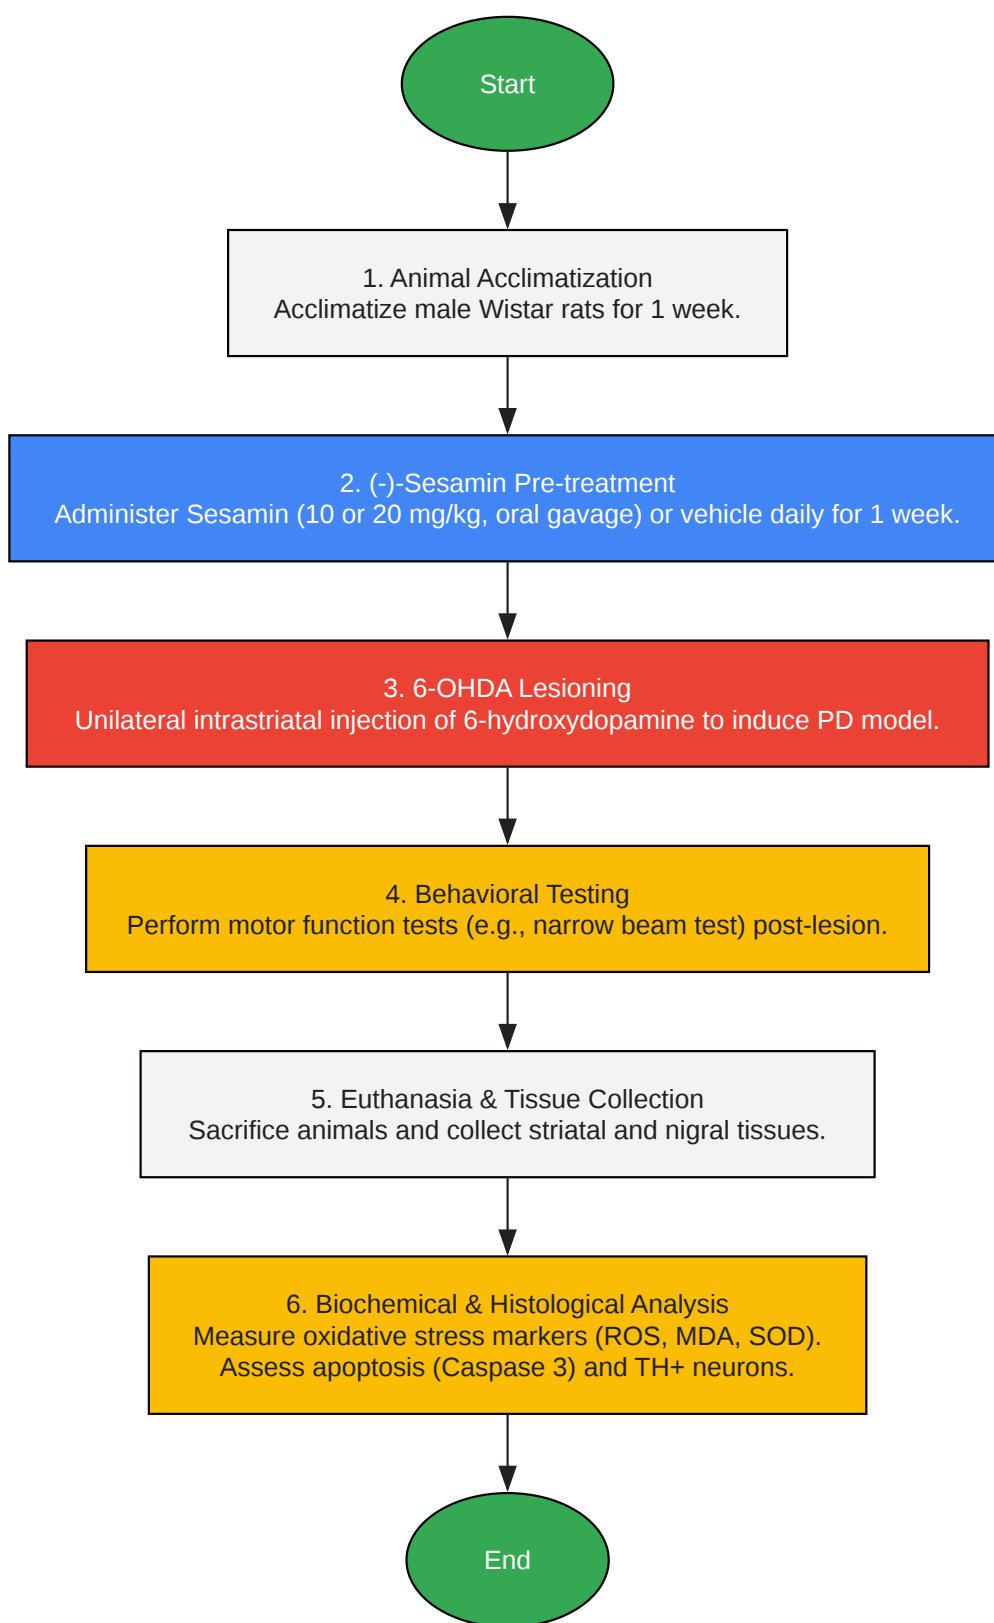 Start
1. Animal Acclimatization
Acclimatize male Wistar rats for 1 week.
2. (-)-Sesamin Pre-treatment
Administer Sesamin (10 or 20 mg/kg, oral gavage) or vehicle daily for 1 week.
3. 6-OHDA Lesioning
Unilateral intrastriatal injection of 6-hydroxydopamine to induce PD model.
4. Behavioral Testing
Perform motor function tests (e.g., narrow beam test) post-lesion.
5. Euthanasia & Tissue Collection
Sacrifice animals and collect striatal and nigral tissues.
6. Biochemical & Histological Analysis
Measure oxidative stress markers (ROS, MDA, SOD).
Assess apoptosis (Caspase 3) and TH+ neurons.
End